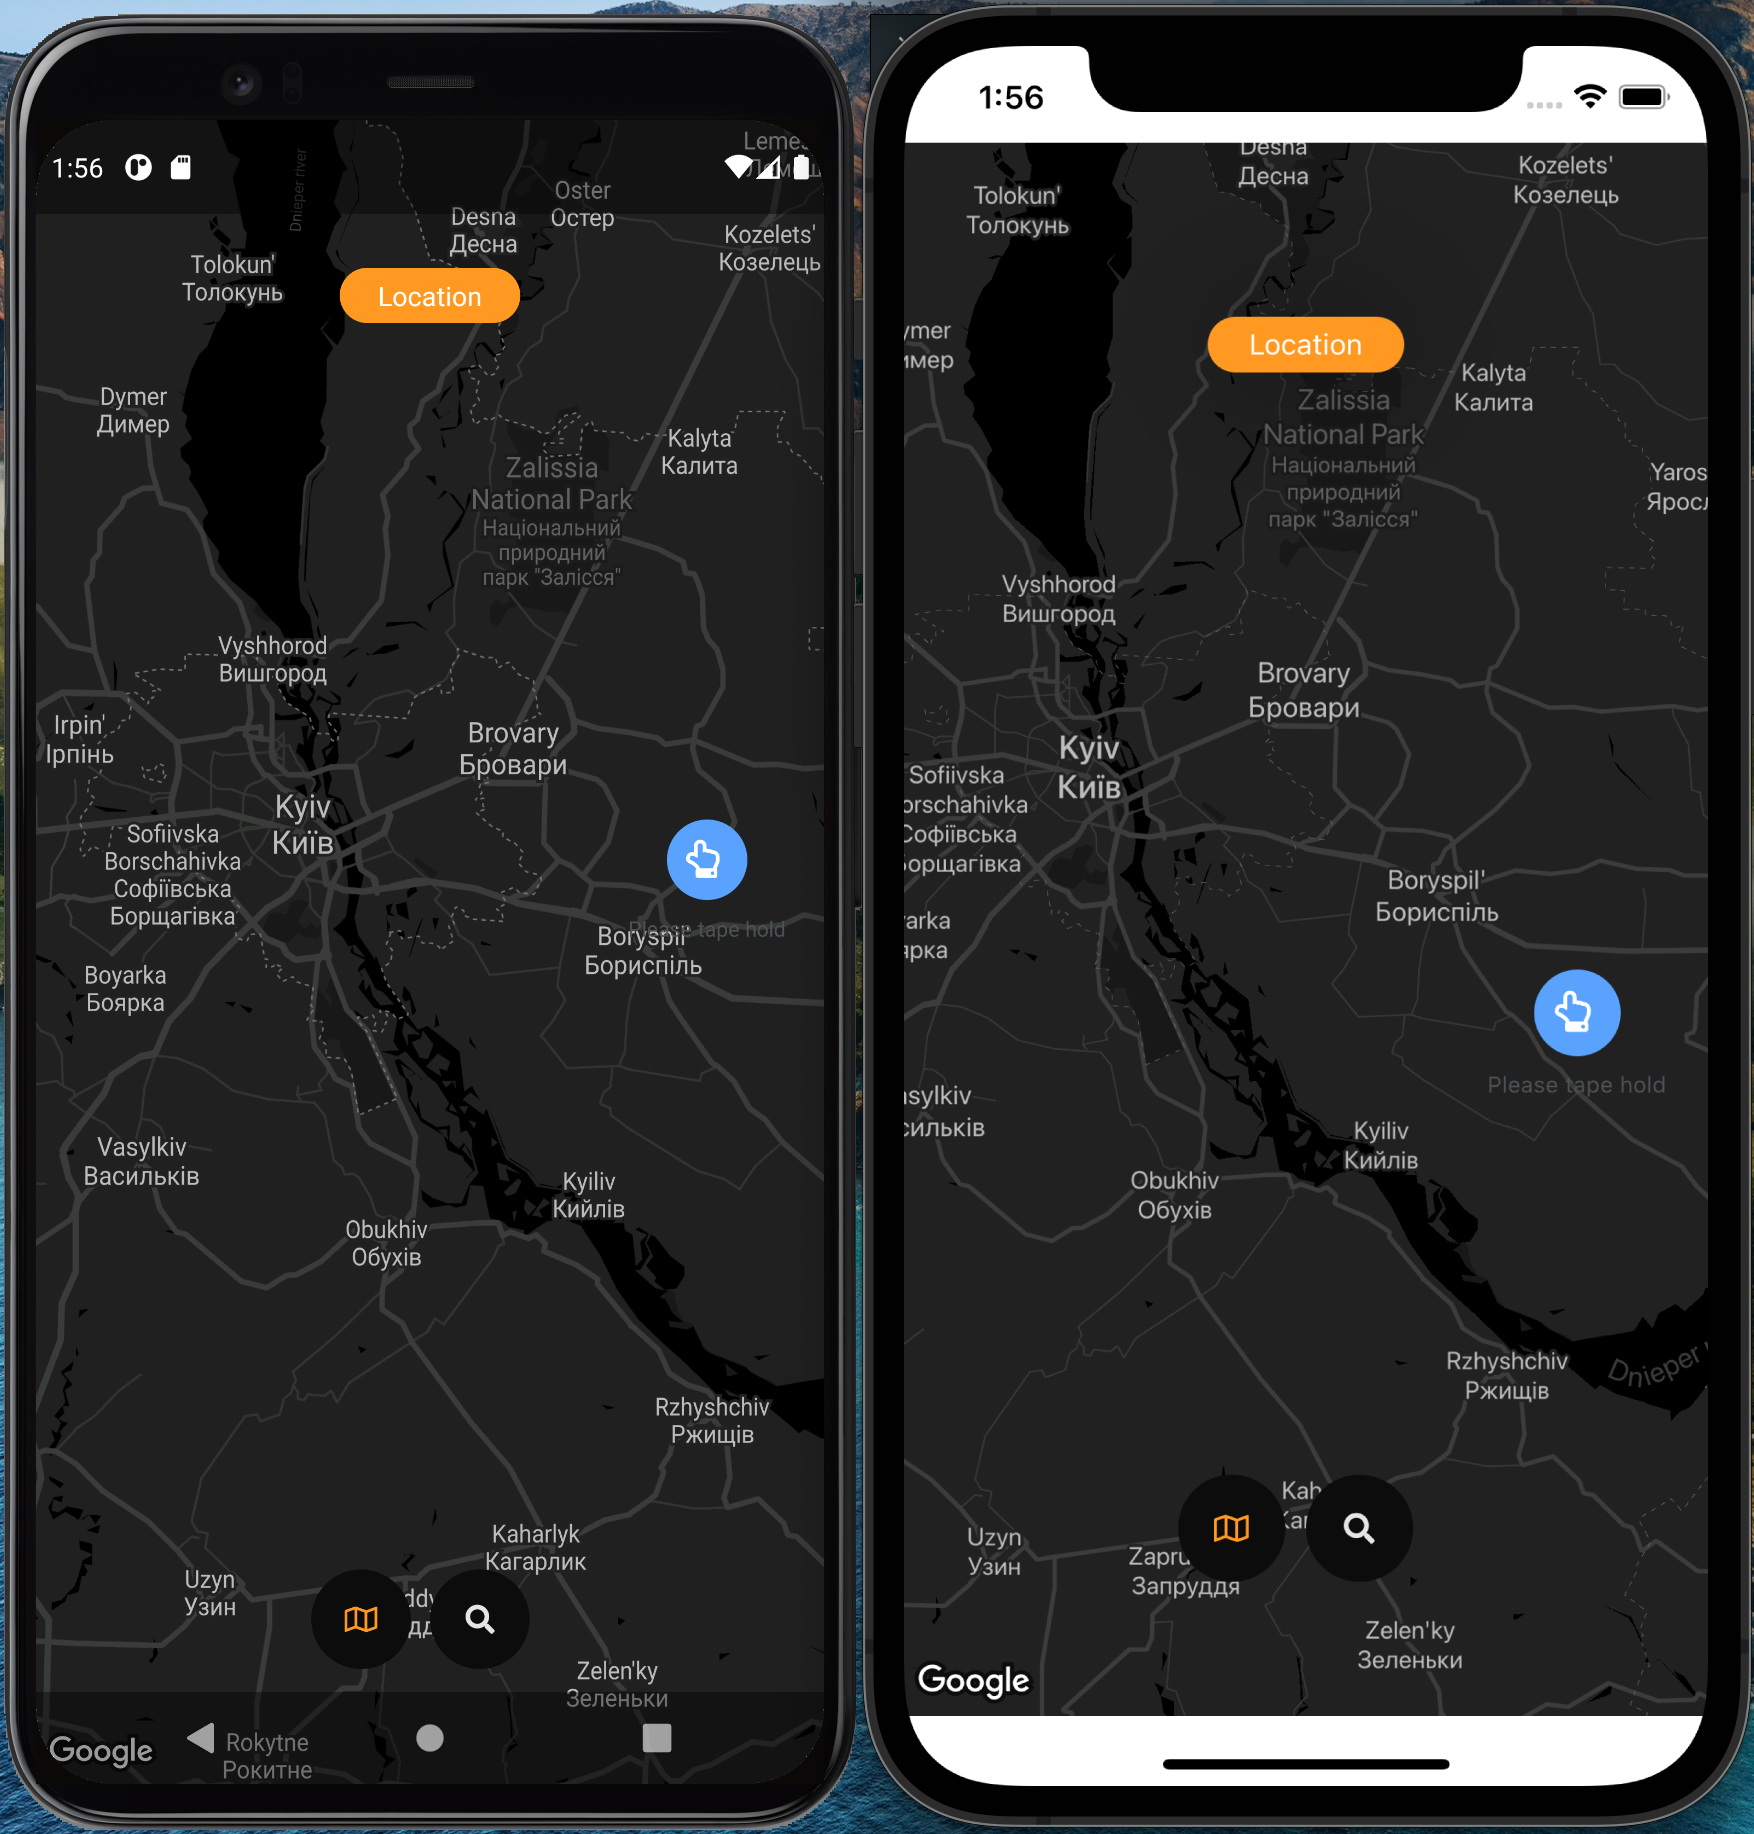 1:56
Lemes
Dnieper river
Oster
Остер
Desna
Десна
Kozelets'
Козелець
Tolokun'
Толокунь
Location
Dymer
Димер
Kalyta
Калита
Zalissia
National Park
Національний
природний
парк "Залісся"
Vyshhorod
Вишгород
Irpin'
Ірпінь
Brovary
Бровари
Kyiv
Київ
Sofiivska
Borschahivka
Софіївська
Борщагівка
Please tape hold
Boryspil'
Бориспіль
Boyarka
Боярка
Vasylkiv
Васильків
Kyiliv
Кийлів
Obukhiv
Обухів
Rzhyshchiv
Ржищів
Kaharlyk
Кагарлик
Uzyn
Узин
ddy
дд
Zelen'ky
Зеленьки
Google
Rokytne
Рокитне
1:56
Desna
Десна
Kozelets'
Козелець
Tolokun'
Толокунь
ymer
имер
Location
Kalyta
Калита
Zalissia
National Park
Національний
природний
парк "Залісся"
Yaros
Яросл
Vyshhorod
Вишгород
Brovary
Бровари
Kyiv
Київ
Sofiivska
orschahivka
Софіївська
Борщагівка
Boryspil'
Бориспіль
arka
ярка
Please tape hold
asylkiv
сильків
Kyiliv
Кийлів
Obukhiv
Обухів
Rzhyshchiv
Ржищів
Dnieper
Kah
Каг
Uzyn
Узин
Zapru
Запруддя
Zelen'ky
Зеленьки
Google